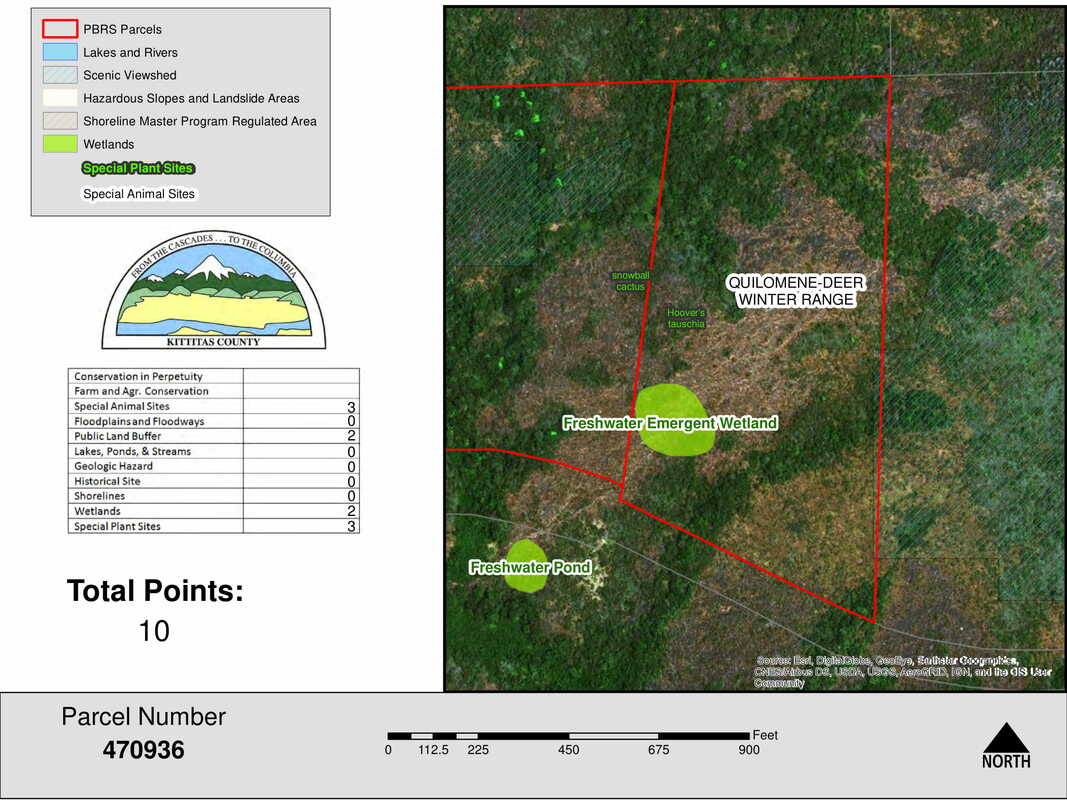 PBRS Parcels
Lakes and Rivers
Scenic Viewshed
Hazardous Slopes and Landslide Areas
Shoreline Master Program Regulated Area
Wetlands
Special Plant Sites
Special Animal Sites
FROM THE CASCADES . . . TO THE COLUMBIA
KITTITAS COUNTY
Conservation in Perpetuity
Farm and Agr. Conservation
Special Animal Sites 3
Floodplains and Floodways 0
Public Land Buffer 2
Lakes, Ponds, & Streams 0
Geologic Hazard 0
Historical Site 0
Shorelines 0
Wetlands 2
Special Plant Sites 3
Total Points:
10
snowball
cactus
Hoover's
tauschia
QUILOMENE-DEER
WINTER RANGE
Freshwater Emergent Wetland
Freshwater Pond
Source: Esri, DigitalGlobe, GeoEye, Earthstar Geographics,
CNES/Airbus DS, USDA, USGS, AeroGRID, IGN, and the GIS User
Community
Parcel Number
470936
Feet
0 112.5 225 450 675 900
NORTH